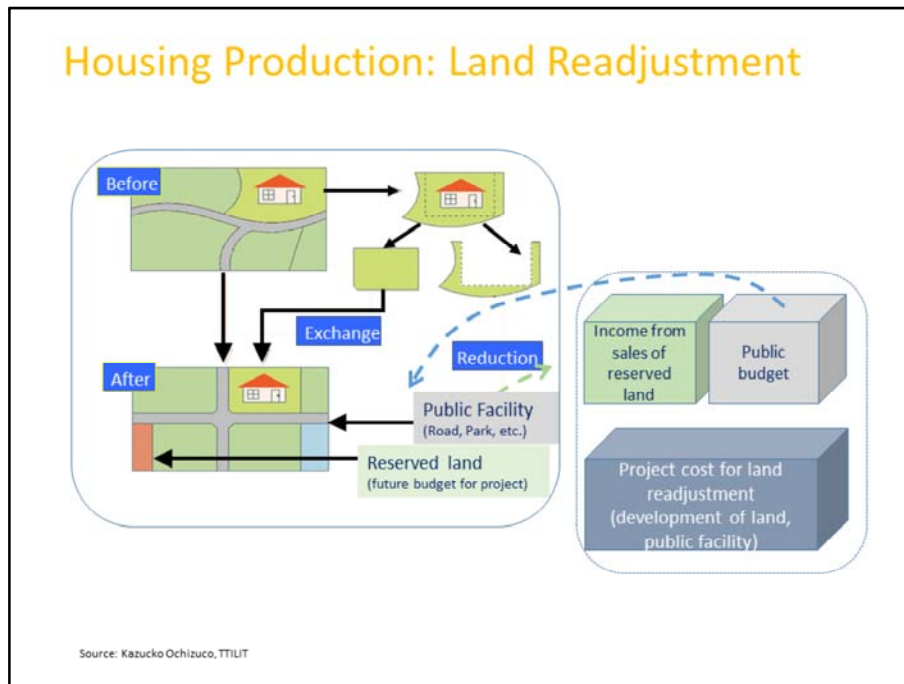 Housing Production: Land Readjustment
Before
Exchange
Reduction
After
Public Facility
(Road, Park, etc.)
Reserved land
(future budget for project)
Income from
sales of
reserved
land
Public
budget
Project cost for land
readjustment
(development of land,
public facility)
Source: Kazucko Ochizuco, TTILIT